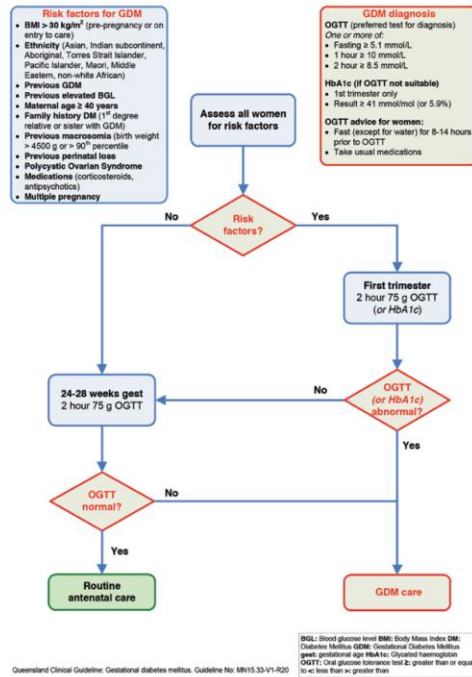 Risk factors for GDM
• BMI > 30 kg/m² (pre-pregnancy or on
entry to care)
• Ethnicity (Asian, Indian subcontinent,
Aboriginal, Torres Strait Islander,
Pacific Islander, Maori, Middle
Eastern, non-white African)
• Previous GDM
• Previous elevated BGL
• Maternal age ≥ 40 years
• Family history DM (1st degree
relative or sister with GDM)
• Previous macrosomia (birth weight
> 4500 g or > 90th percentile
• Previous perinatal loss
• Polycystic Ovarian Syndrome
• Medications (corticosteroids,
antipsychotics)
• Multiple pregnancy
GDM diagnosis
OGTT (preferred test for diagnosis)
One or more of:
• Fasting ≥ 5.1 mmol/L
• 1 hour ≥ 10 mmol/L
• 2 hour ≥ 8.5 mmol/L
HbA1c (if OGTT not suitable)
• 1st trimester only
• Result ≥ 41 mmol/mol (or 5.9%)
OGTT advice for women:
• Fast (except for water) for 8-14 hours
prior to OGTT
• Take usual medications
Assess all women
for risk factors
No
Risk
factors?
Yes
First trimester
2 hour 75 g OGTT
(or HbA1c)
24-28 weeks gest
2 hour 75 g OGTT
No
OGTT
(or HbA1c)
abnormal?
Yes
OGTT
normal?
No
Yes
Routine
antenatal care
GDM care
BGL: Blood glucose level BMI: Body Mass Index DM:
Diabetes Mellitus GDM: Gestational Diabetes Mellitus
gest: gestational age HbA1c: Glycated haemoglobin
OGTT: Oral glucose tolerance test ≥: greater than or equal
to <: less than >: greater than
Queensland Clinical Guideline: Gestational diabetes mellitus. Guideline No: MN15.33-V1-R20